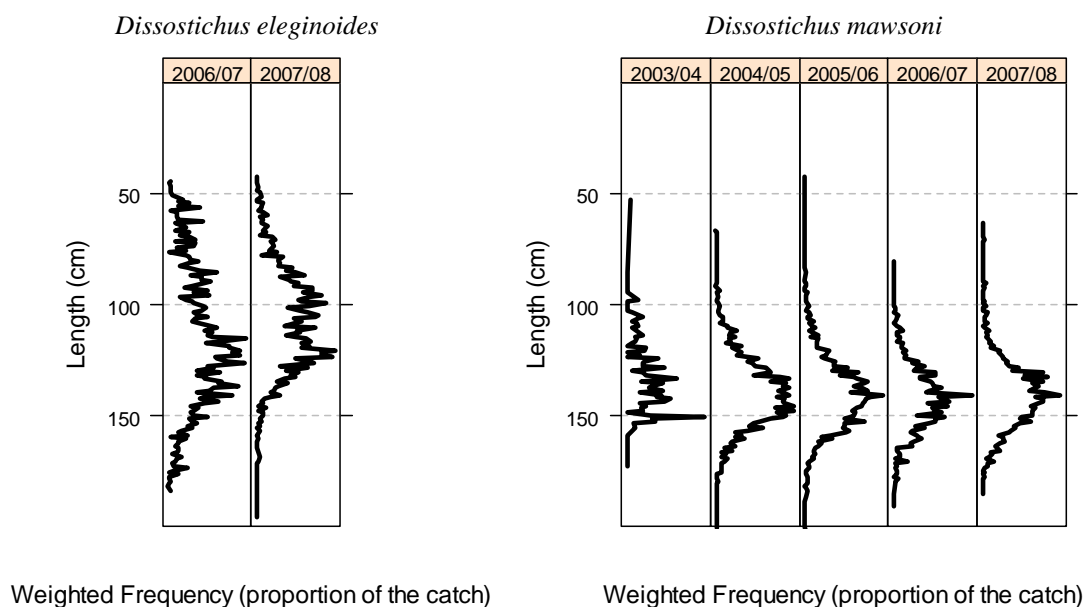 Dissostichus eleginoides
2006/07 2007/08
50
100
150
Length (cm)
Weighted Frequency (proportion of the catch)
Dissostichus mawsoni
2003/04 2004/05 2005/06 2006/07 2007/08
50
100
150
Length (cm)
Weighted Frequency (proportion of the catch)